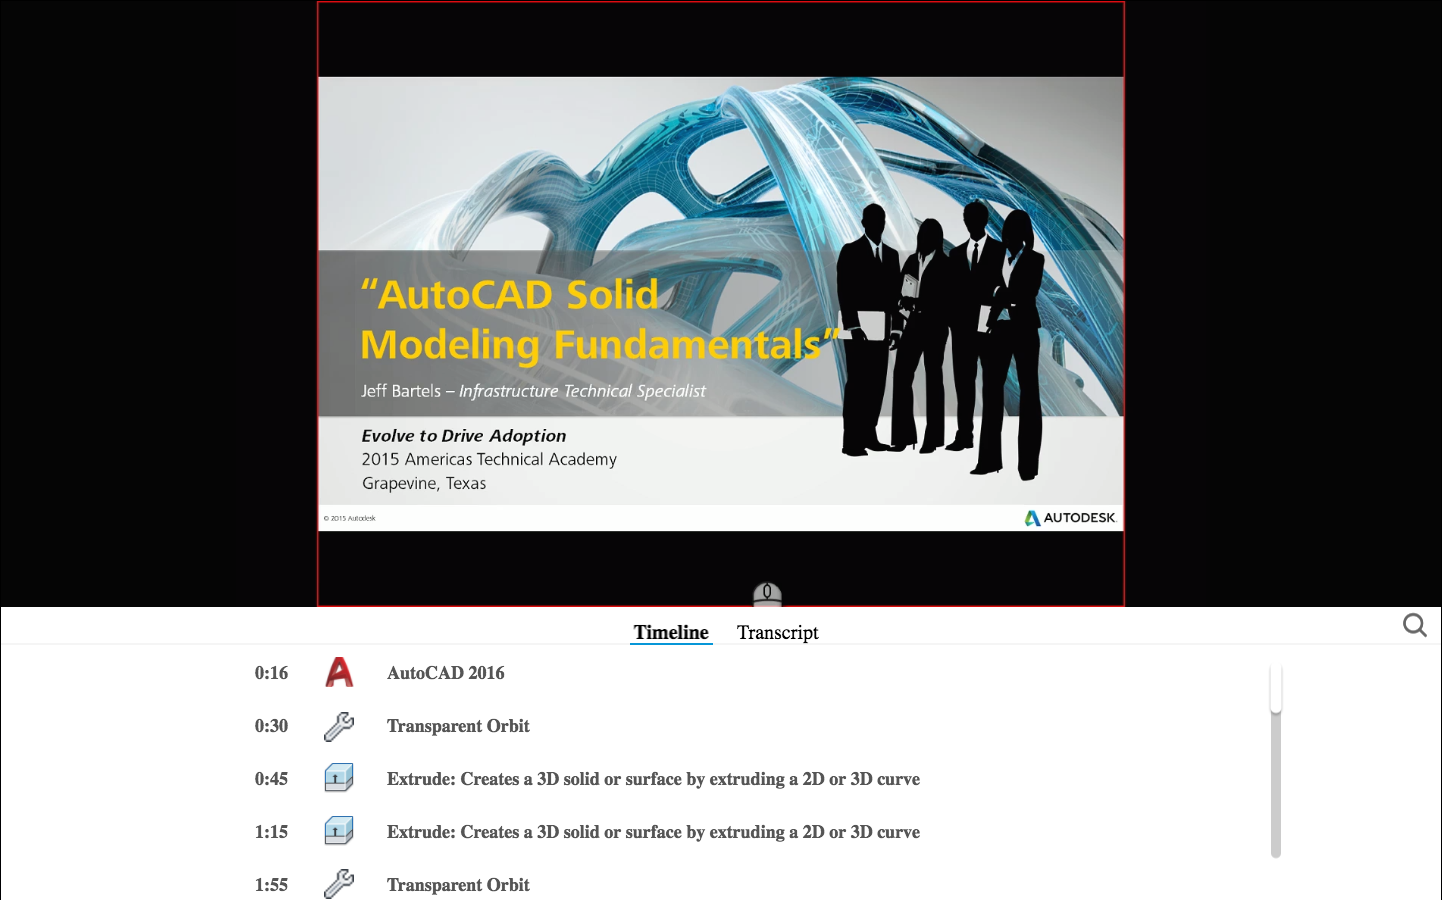 “AutoCAD Solid
Modeling Fundamentals”
Jeff Bartels – Infrastructure Technical Specialist
Evolve to Drive Adoption
2015 Americas Technical Academy
Grapevine, Texas
© 2015 Autodesk
AUTODESK.
Timeline Transcript
0:16 AutoCAD 2016
0:30 Transparent Orbit
0:45 Extrude: Creates a 3D solid or surface by extruding a 2D or 3D curve
1:15 Extrude: Creates a 3D solid or surface by extruding a 2D or 3D curve
1:55 Transparent Orbit